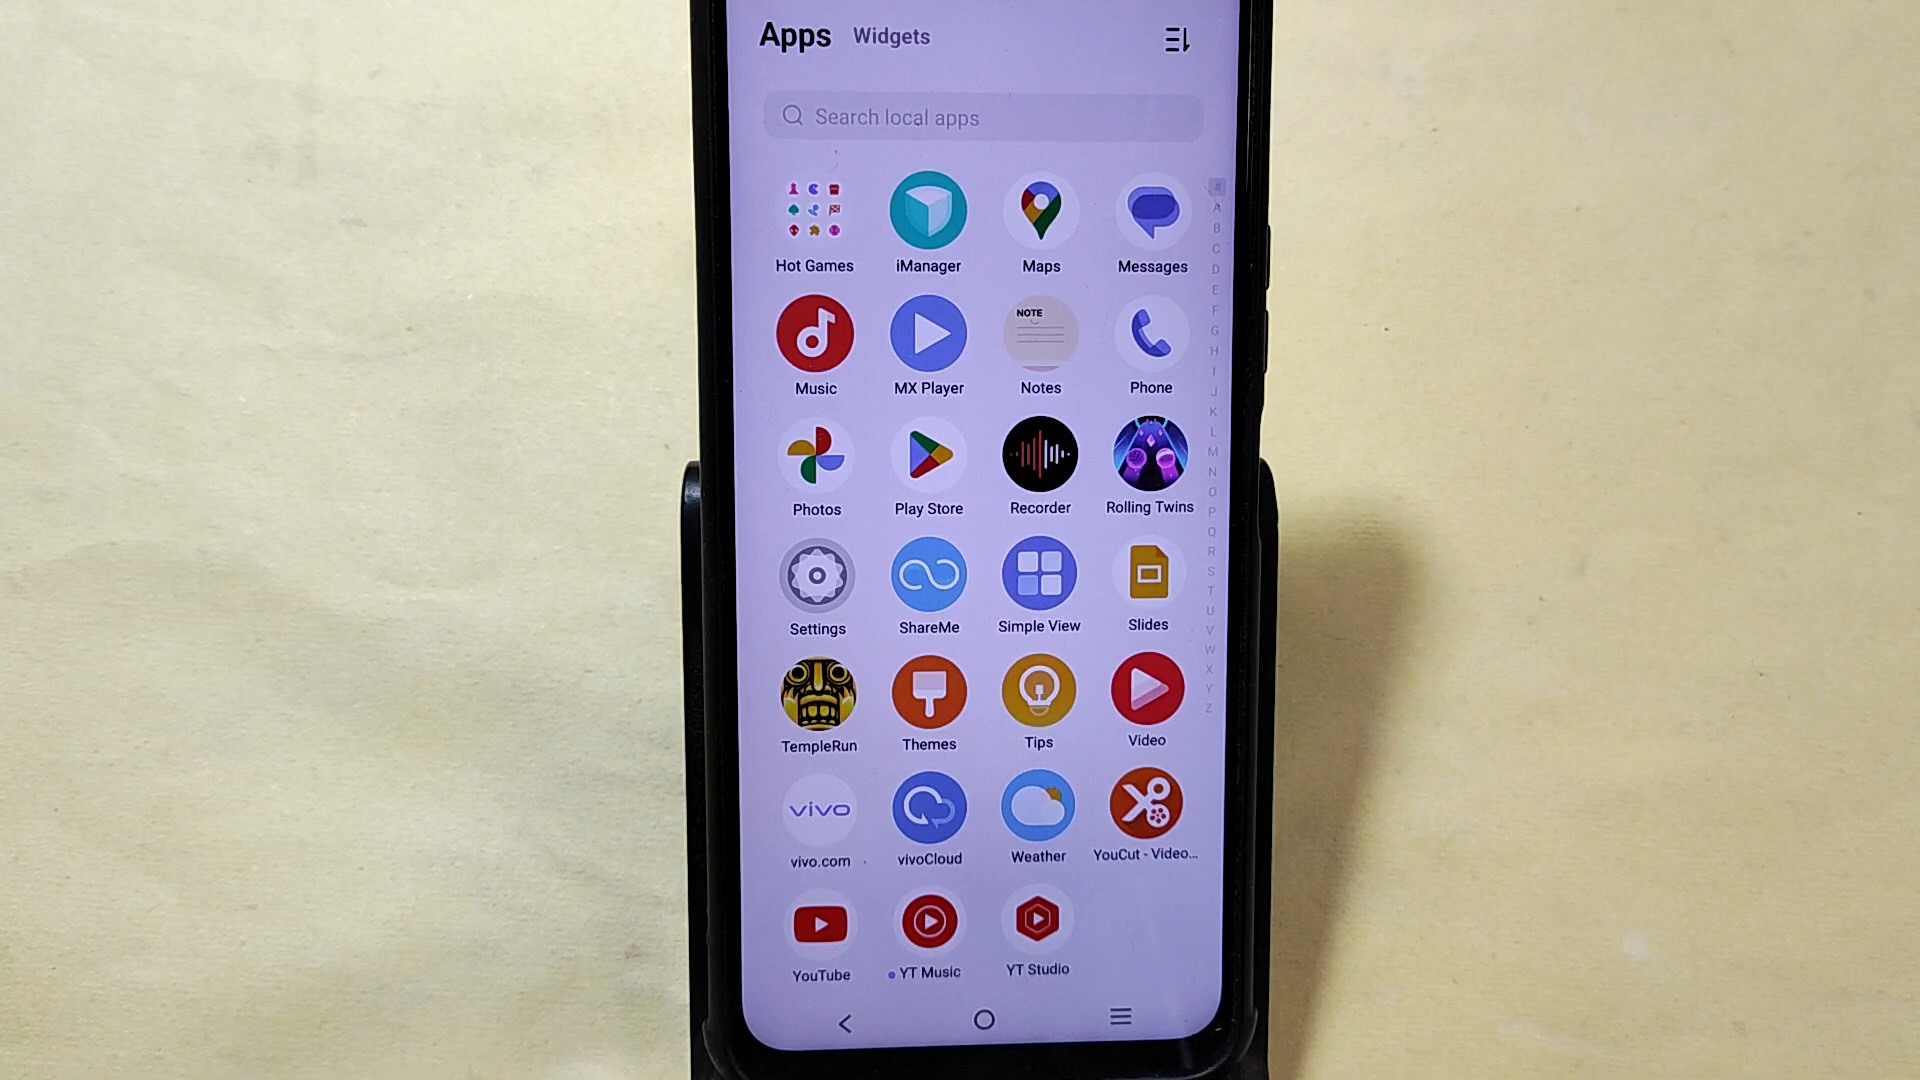 Apps Widgets
Search local apps
Hot Games iManager Maps Messages
NOTE
Music MX Player Notes Phone
Photos Play Store Recorder Rolling Twins
Settings ShareMe Simple View Slides
TempleRun Themes Tips Video
vivo
vivo.com vivoCloud Weather YouCut - Video...
YouTube YT Music YT Studio
#
A
B
C
D
E
F
G
H
I
J
K
L
M
N
O
P
Q
R
S
T
U
V
W
X
Y
Z